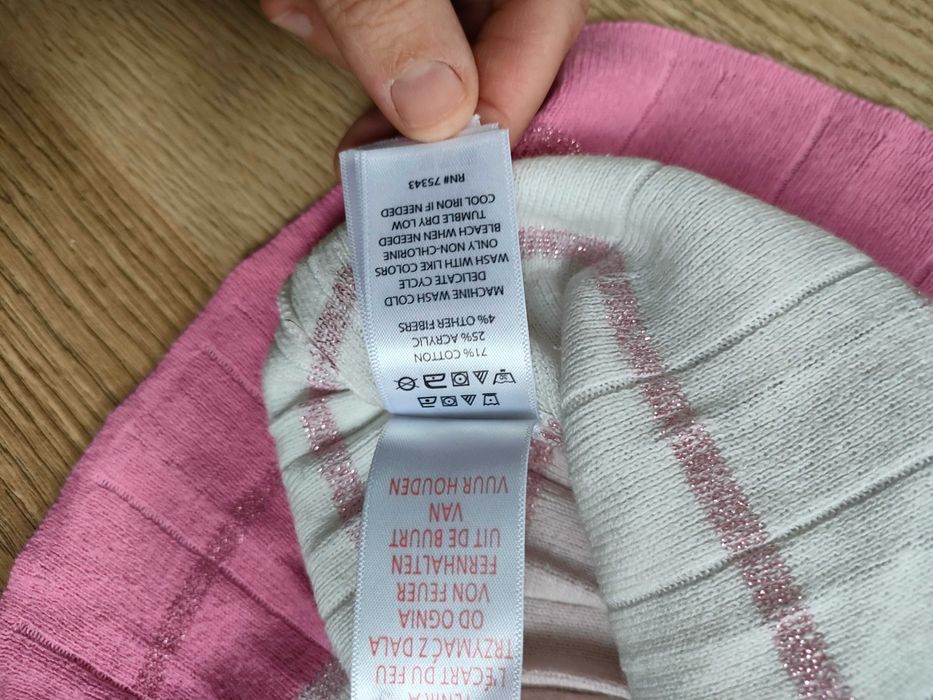 TENIR À
L'ÉCART DU FEU
TRZYMAĆ Z DALA
OD OGNIA
VON FEUER
FERNHALTEN
UIT DE BUURT
VAN
VUUR HOUDEN
71% COTTON
25% ACRYLIC
4% OTHER FIBERS
MACHINE WASH COLD
DELICATE CYCLE
WASH WITH LIKE COLORS
ONLY NON-CHLORINE
BLEACH WHEN NEEDED
TUMBLE DRY LOW
COOL IRON IF NEEDED
RN# 75343